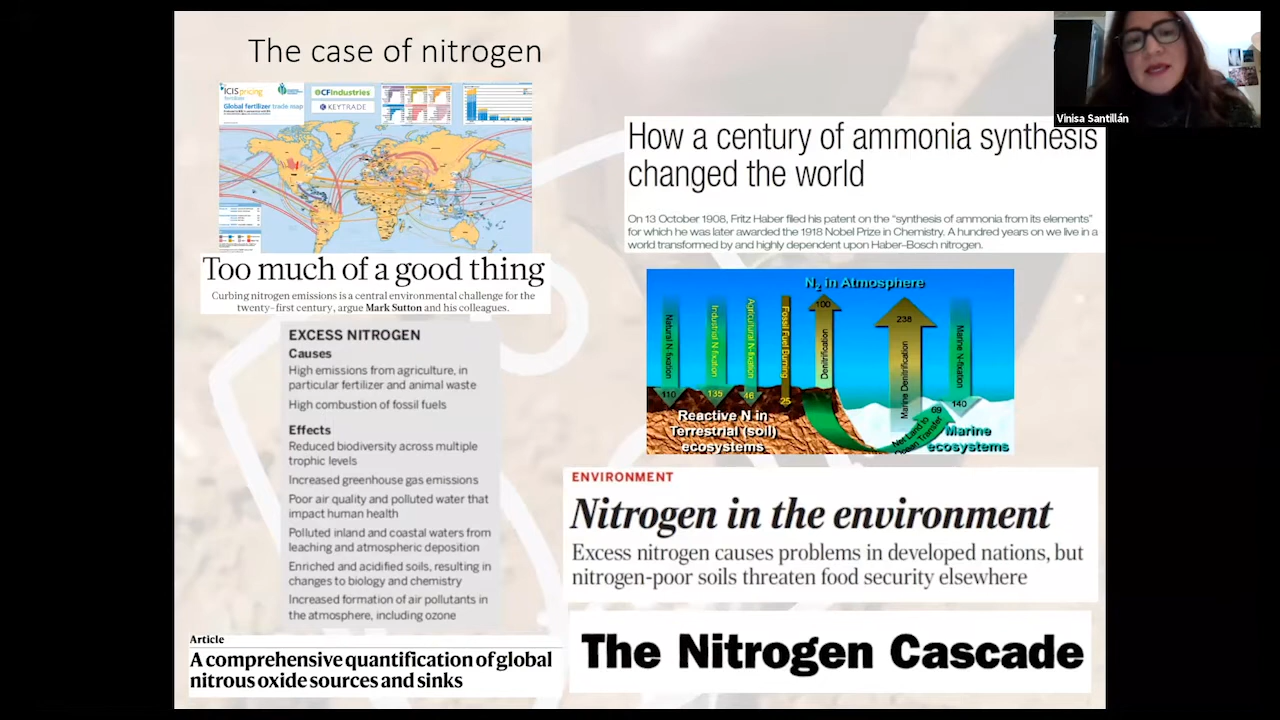 The case of nitrogen
ICIS pricing
fertilizers
Global fertilizer trade map
CFIndustries
KEYTRADE
Too much of a good thing
Curbing nitrogen emissions is a central environmental challenge for the
twenty-first century, argue Mark Sutton and his colleagues.
EXCESS NITROGEN
Causes
High emissions from agriculture, in
particular fertilizer and animal waste
High combustion of fossil fuels
Effects
Reduced biodiversity across multiple
trophic levels
Increased greenhouse gas emissions
Poor air quality and polluted water that
impact human health
Polluted inland and coastal waters from
leaching and atmospheric deposition
Enriched and acidified soils, resulting in
changes to biology and chemistry
Increased formation of air pollutants in
the atmosphere, including ozone
Article
A comprehensive quantification of global
nitrous oxide sources and sinks
Vinisa Santillán
How a century of ammonia synthesis
changed the world
On 13 October 1908, Fritz Haber filed his patent on the "synthesis of ammonia from its elements"
for which he was later awarded the 1918 Nobel Prize in Chemistry. A hundred years on we live in a
world transformed by and highly dependent upon Haber–Bosch nitrogen.
N2 in Atmosphere
Natural N-fixation
110
Industrial N-fixation
135
Agricultural N-fixation
46
Fossil Fuel Burning
25
100
Denitrification
238
Marine Denitrification
Marine N-fixation
140
69
Net Land to
Ocean Transfer
Reactive N in
Terrestrial (soil)
ecosystems
Marine
ecosystems
ENVIRONMENT
Nitrogen in the environment
Excess nitrogen causes problems in developed nations, but
nitrogen-poor soils threaten food security elsewhere
The Nitrogen Cascade